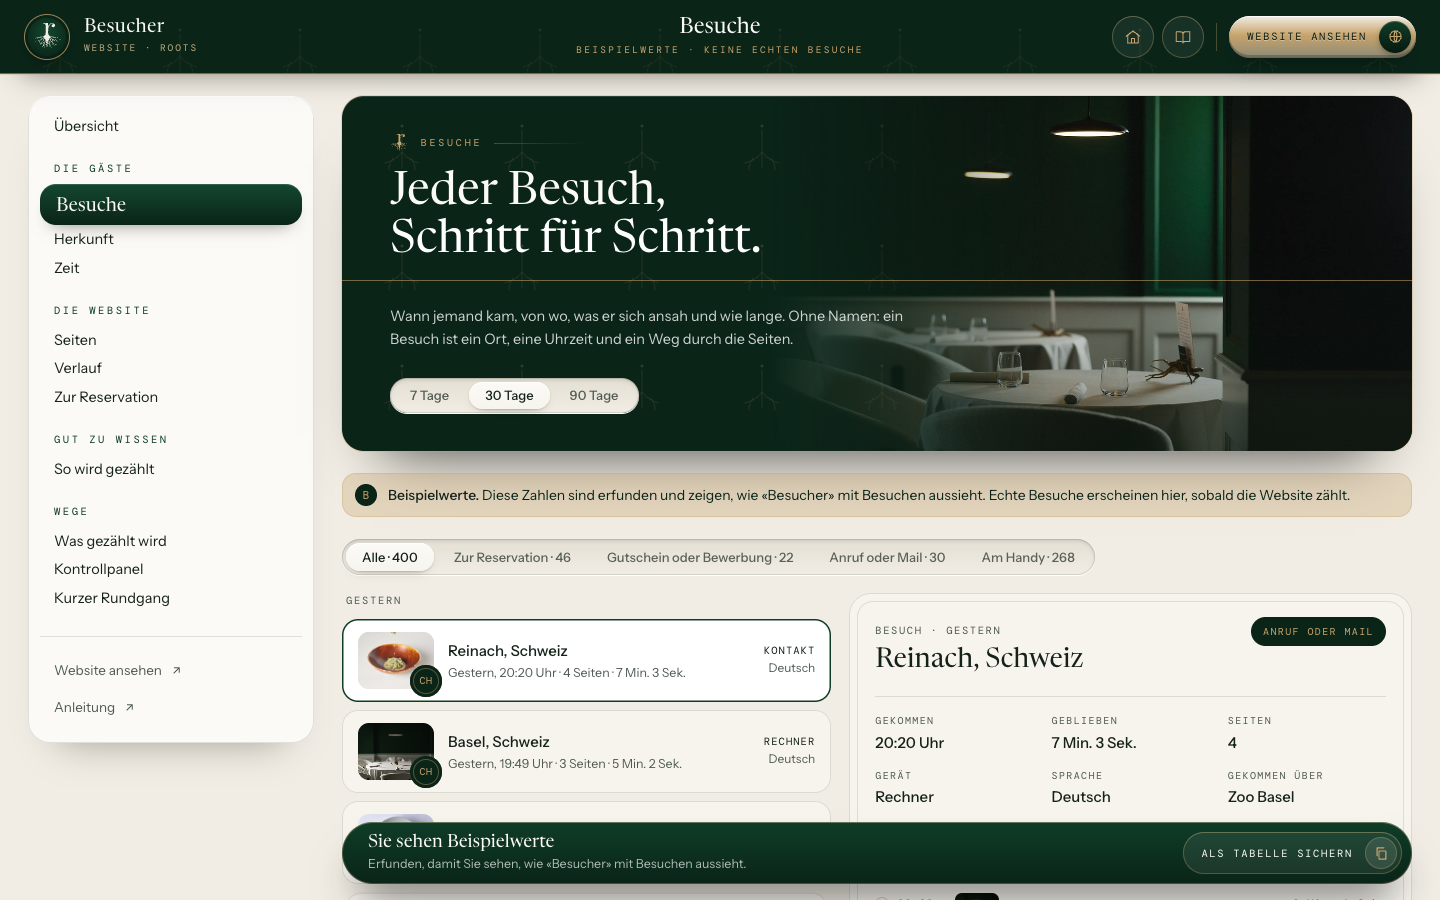 Besucher
WEBSITE · ROOTS
Besuche
BEISPIELWERTE · KEINE ECHTEN BESUCHE
WEBSITE ANSEHEN
Übersicht
DIE GÄSTE
Besuche
Herkunft
Zeit
DIE WEBSITE
Seiten
Verlauf
Zur Reservation
GUT ZU WISSEN
So wird gezählt
WEGE
Was gezählt wird
Kontrollpanel
Kurzer Rundgang
Website ansehen
Anleitung
BESUCHE
Jeder Besuch,
Schritt für Schritt.
Wann jemand kam, von wo, was er sich ansah und wie lange. Ohne Namen: ein
Besuch ist ein Ort, eine Uhrzeit und ein Weg durch die Seiten.
7 Tage 30 Tage 90 Tage
B Beispielwerte. Diese Zahlen sind erfunden und zeigen, wie «Besucher» mit Besuchen aussieht. Echte Besuche erscheinen hier, sobald die Website zählt.
Alle · 400 Zur Reservation · 46 Gutschein oder Bewerbung · 22 Anruf oder Mail · 30 Am Handy · 268
GESTERN
Reinach, Schweiz
Gestern, 20:20 Uhr · 4 Seiten · 7 Min. 3 Sek.
KONTAKT
Deutsch
CH
Basel, Schweiz
Gestern, 19:49 Uhr · 3 Seiten · 5 Min. 2 Sek.
RECHNER
Deutsch
CH
BESUCH · GESTERN
Reinach, Schweiz
ANRUF ODER MAIL
GEKOMMEN GEBLIEBEN SEITEN
20:20 Uhr 7 Min. 3 Sek. 4
GERÄT SPRACHE GEKOMMEN ÜBER
Rechner Deutsch Zoo Basel
Sie sehen Beispielwerte
Erfunden, damit Sie sehen, wie «Besucher» mit Besuchen aussieht.
ALS TABELLE SICHERN